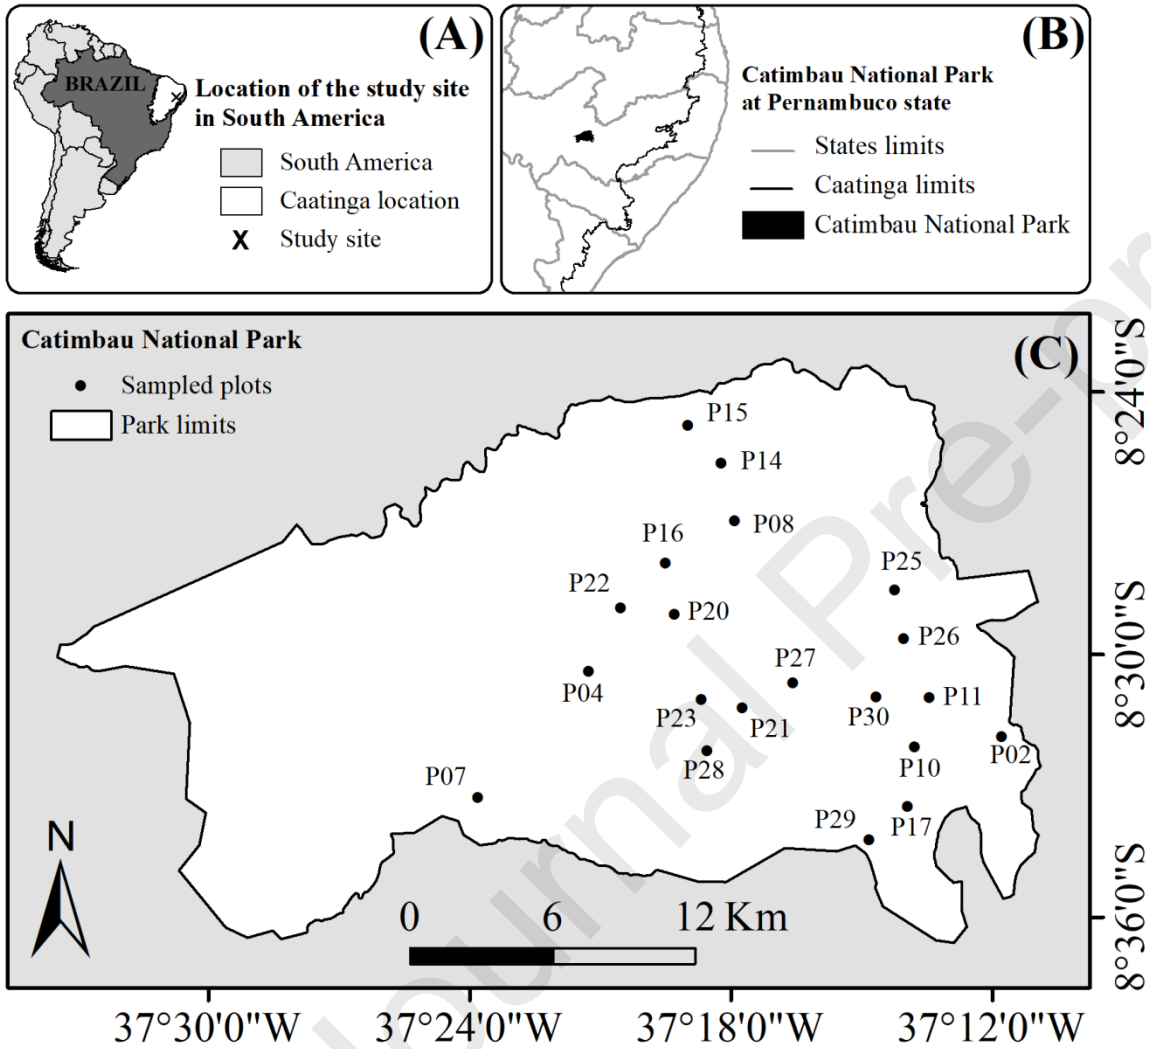 (A)
BRAZIL
Location of the study site
in South America
South America
Caatinga location
X Study site
(B)
Catimbau National Park
at Pernambuco state
States limits
Caatinga limits
Catimbau National Park
(C)
Catimbau National Park
Sampled plots
Park limits
P15
P14
P08
P16
P25
P22
P20
P26
P27
P04
P23
P21
P30
P11
P28
P10
P02
P07
P29
P17
N
0 6 12 Km
8°24'0"S
8°30'0"S
8°36'0"S
37°30'0"W
37°24'0"W
37°18'0"W
37°12'0"W
Journal Pre-pr